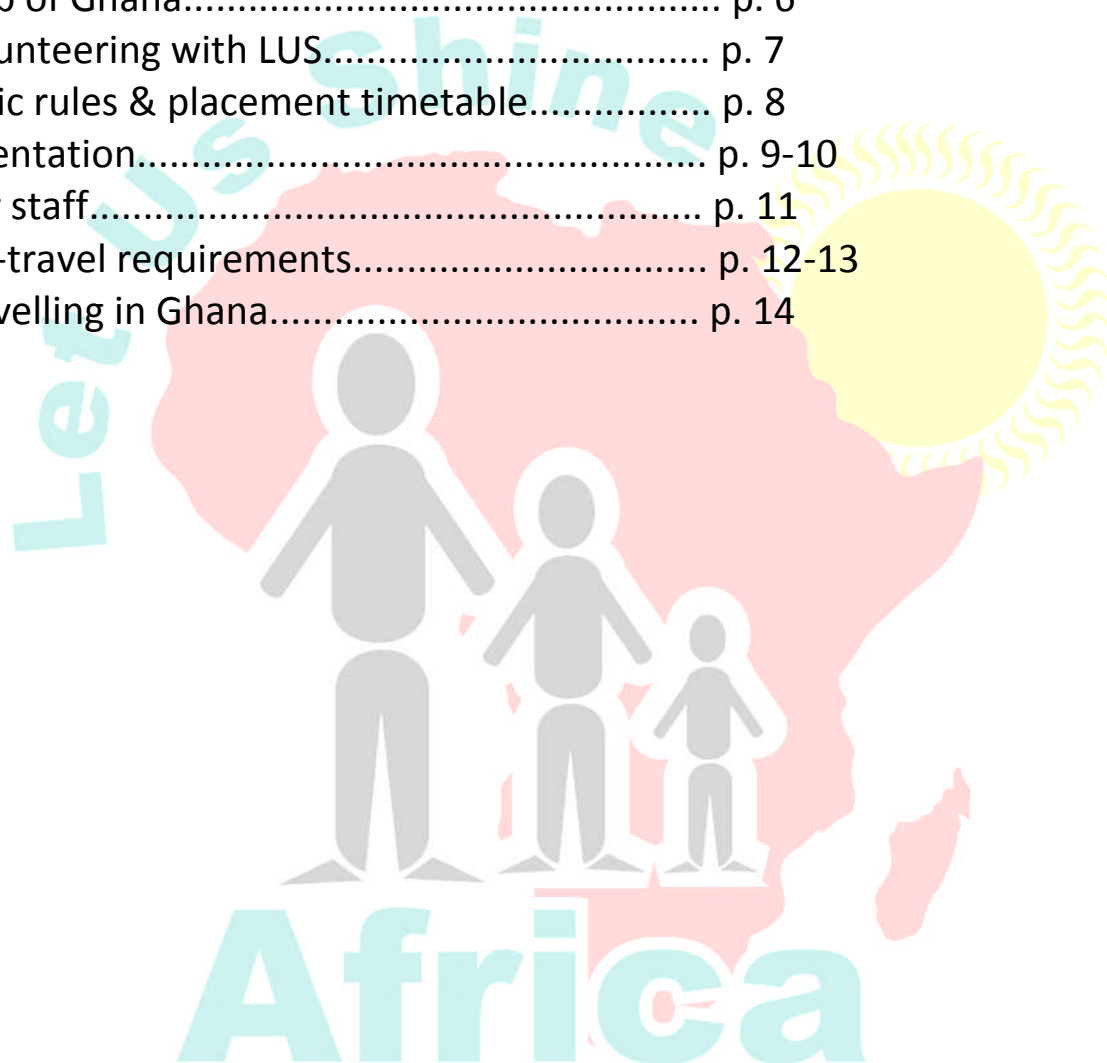 p of Ghana..................................................... p. 6
unteering with LUS.................................... p. 7
ic rules & placement timetable................. p. 8
entation..................................................... p. 9-10
r staff......................................................... p. 11
-travel requirements................................. p. 12-13
velling in Ghana........................................ p. 14
Let Us Shine
Africa